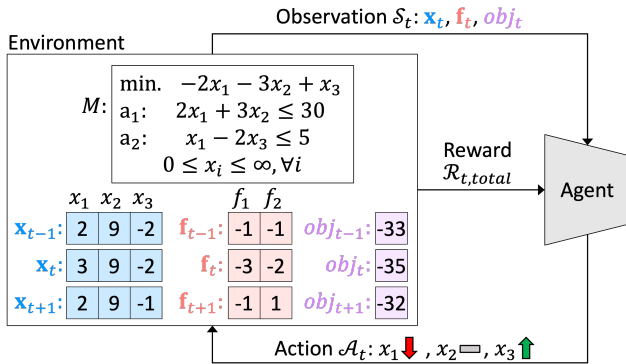 Observation 𝒮ₜ: 𝐱ₜ, 𝐟ₜ, objₜ
Environment
M:
min. −2x₁ − 3x₂ + x₃
a₁: 2x₁ + 3x₂ ≤ 30
a₂: x₁ − 2x₃ ≤ 5
0 ≤ xᵢ ≤ ∞, ∀i
Reward
ℛₜ,total
Agent
x₁ x₂ x₃ f₁ f₂
𝐱ₜ₋₁: 2 9 -2 𝐟ₜ₋₁: -1 -1 objₜ₋₁: -33
𝐱ₜ: 3 9 -2 𝐟ₜ: -3 -2 objₜ: -35
𝐱ₜ₊₁: 2 9 -1 𝐟ₜ₊₁: -1 1 objₜ₊₁: -32
Action 𝒜ₜ: x₁ , x₂ , x₃